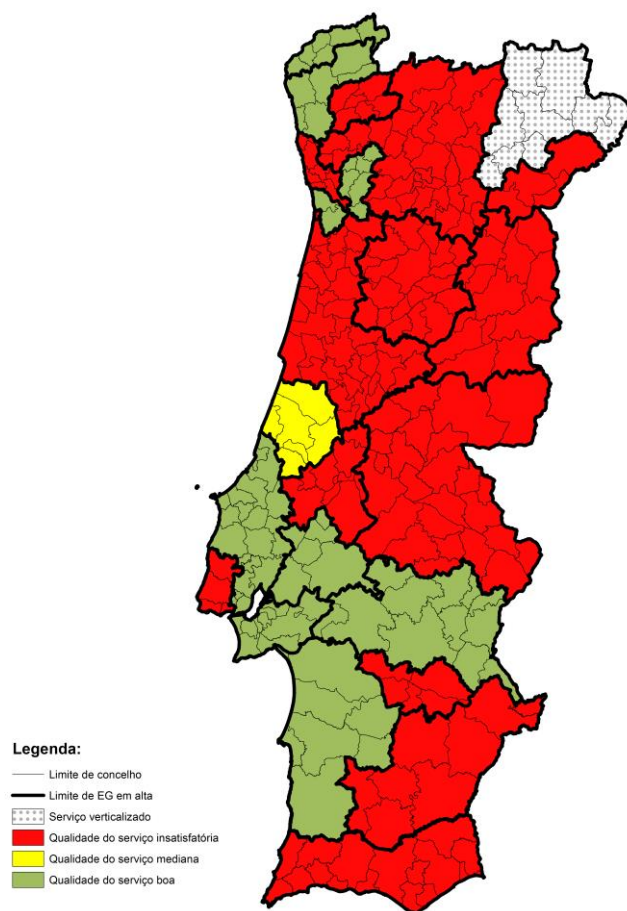 Legenda:
Limite de concelho
Limite de EG em alta
Serviço verticalizado
Qualidade do serviço insatisfatória
Qualidade do serviço mediana
Qualidade do serviço boa